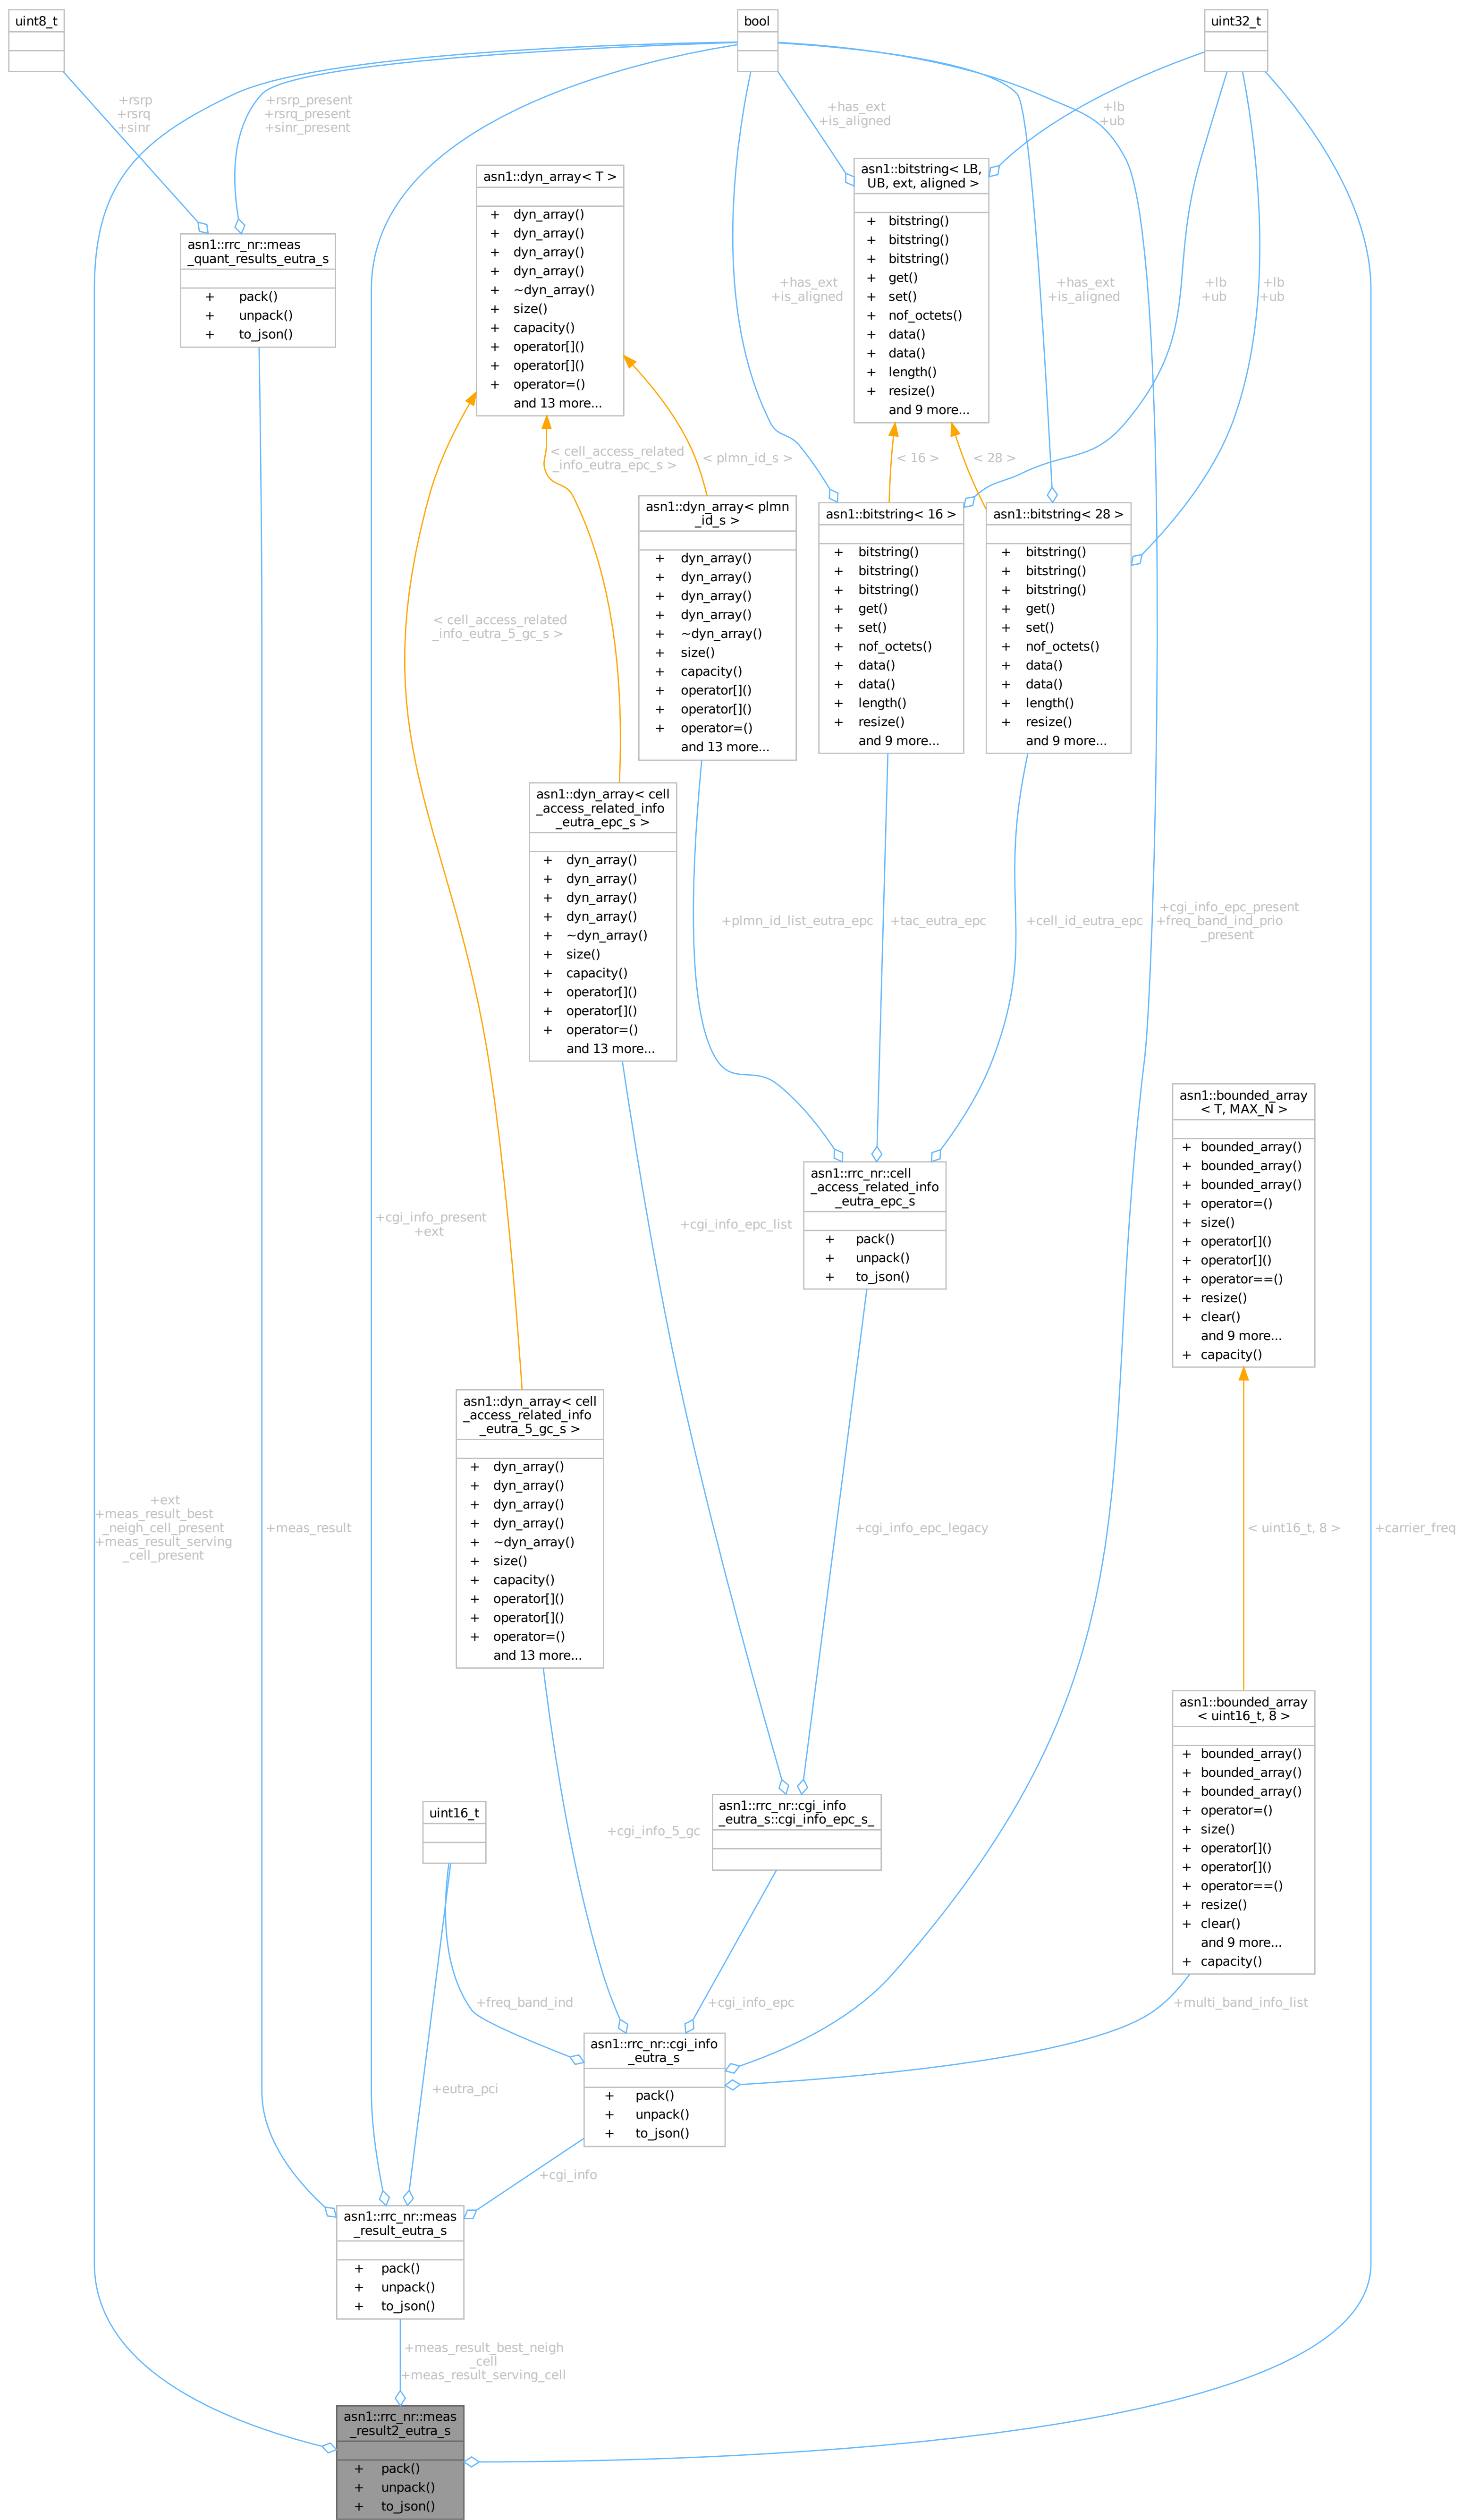 uint8_t
bool
uint32_t
+rsrp
+rsrq
+sinr
+rsrp_present
+rsrq_present
+sinr_present
+has_ext
+is_aligned
+lb
+ub
asn1::dyn_array< T >
+ dyn_array()
+ dyn_array()
+ dyn_array()
+ dyn_array()
+ ~dyn_array()
+ size()
+ capacity()
+ operator[]()
+ operator[]()
+ operator=()
and 13 more...
asn1::bitstring< LB,
UB, ext, aligned >
+ bitstring()
+ bitstring()
+ bitstring()
+ get()
+ set()
+ nof_octets()
+ data()
+ data()
+ length()
+ resize()
and 9 more...
asn1::rrc_nr::meas
_quant_results_eutra_s
+ pack()
+ unpack()
+ to_json()
+has_ext
+is_aligned
+has_ext
+is_aligned
+lb
+ub
+lb
+ub
< cell_access_related
_info_eutra_epc_s >
< plmn_id_s >
< 16 >
< 28 >
asn1::dyn_array< plmn
_id_s >
+ dyn_array()
+ dyn_array()
+ dyn_array()
+ dyn_array()
+ ~dyn_array()
+ size()
+ capacity()
+ operator[]()
+ operator[]()
+ operator=()
and 13 more...
asn1::bitstring< 16 >
+ bitstring()
+ bitstring()
+ bitstring()
+ get()
+ set()
+ nof_octets()
+ data()
+ data()
+ length()
+ resize()
and 9 more...
asn1::bitstring< 28 >
+ bitstring()
+ bitstring()
+ bitstring()
+ get()
+ set()
+ nof_octets()
+ data()
+ data()
+ length()
+ resize()
and 9 more...
< cell_access_related
_info_eutra_5_gc_s >
asn1::dyn_array< cell
_access_related_info
_eutra_epc_s >
+ dyn_array()
+ dyn_array()
+ dyn_array()
+ dyn_array()
+ ~dyn_array()
+ size()
+ capacity()
+ operator[]()
+ operator[]()
+ operator=()
and 13 more...
+plmn_id_list_eutra_epc
+tac_eutra_epc
+cell_id_eutra_epc
+cgi_info_epc_present
+freq_band_ind_prio
_present
asn1::bounded_array
< T, MAX_N >
+ bounded_array()
+ bounded_array()
+ bounded_array()
+ operator=()
+ size()
+ operator[]()
+ operator[]()
+ operator==()
+ resize()
+ clear()
and 9 more...
+ capacity()
asn1::rrc_nr::cell
_access_related_info
_eutra_epc_s
+ pack()
+ unpack()
+ to_json()
+cgi_info_present
+ext
+cgi_info_epc_list
asn1::dyn_array< cell
_access_related_info
_eutra_5_gc_s >
+ dyn_array()
+ dyn_array()
+ dyn_array()
+ dyn_array()
+ ~dyn_array()
+ size()
+ capacity()
+ operator[]()
+ operator[]()
+ operator=()
and 13 more...
+ext
+meas_result_best
_neigh_cell_present
+meas_result_serving
_cell_present
+meas_result
+cgi_info_epc_legacy
< uint16_t, 8 >
+carrier_freq
asn1::bounded_array
< uint16_t, 8 >
+ bounded_array()
+ bounded_array()
+ bounded_array()
+ operator=()
+ size()
+ operator[]()
+ operator[]()
+ operator==()
+ resize()
+ clear()
and 9 more...
+ capacity()
uint16_t
+cgi_info_5_gc
asn1::rrc_nr::cgi_info
_eutra_s::cgi_info_epc_s_
+freq_band_ind
+cgi_info_epc
+multi_band_info_list
asn1::rrc_nr::cgi_info
_eutra_s
+ pack()
+ unpack()
+ to_json()
+eutra_pci
+cgi_info
asn1::rrc_nr::meas
_result_eutra_s
+ pack()
+ unpack()
+ to_json()
+meas_result_best_neigh
_cell
+meas_result_serving_cell
asn1::rrc_nr::meas
_result2_eutra_s
+ pack()
+ unpack()
+ to_json()